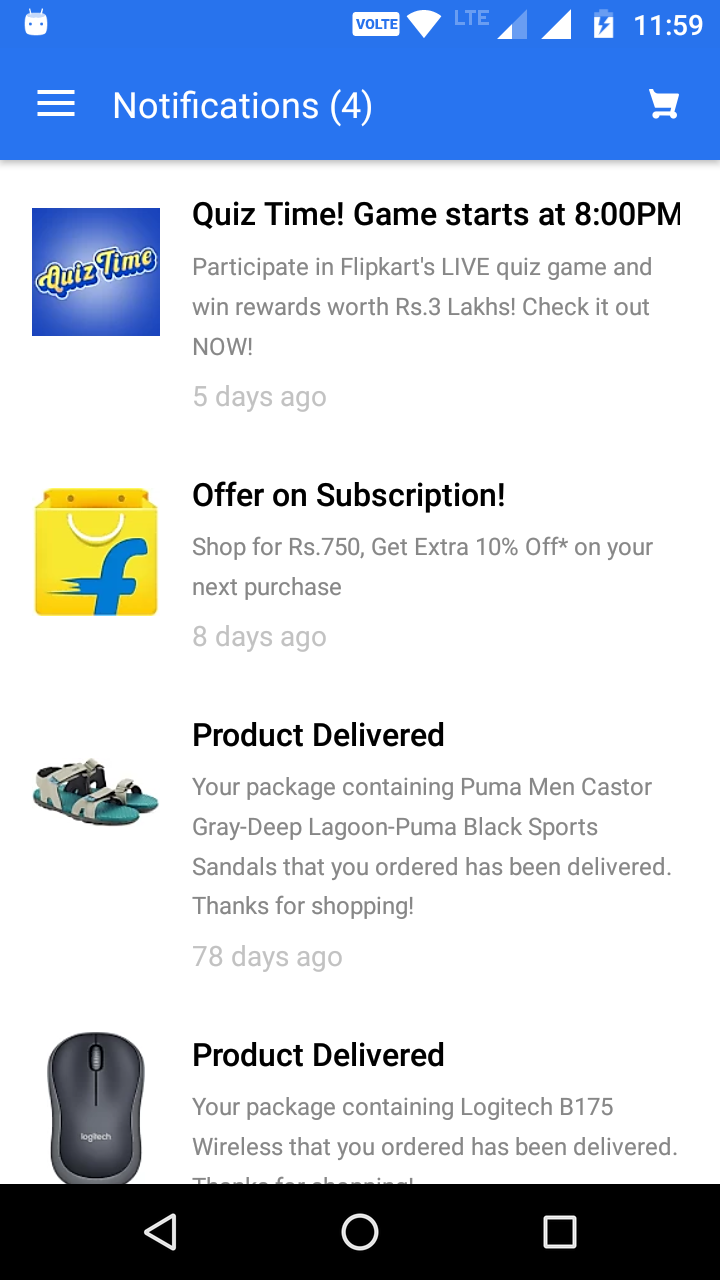 VOLTE LTE 11:59
Notifications (4)
Quiz Time! Game starts at 8:00PM
Quiz Time
Participate in Flipkart's LIVE quiz game and
win rewards worth Rs.3 Lakhs! Check it out
NOW!
5 days ago
Offer on Subscription!
f
Shop for Rs.750, Get Extra 10% Off* on your
next purchase
8 days ago
Product Delivered
Your package containing Puma Men Castor
Gray-Deep Lagoon-Puma Black Sports
Sandals that you ordered has been delivered.
Thanks for shopping!
78 days ago
Product Delivered
Your package containing Logitech B175
logitech
Wireless that you ordered has been delivered.
Thanks for shopping!